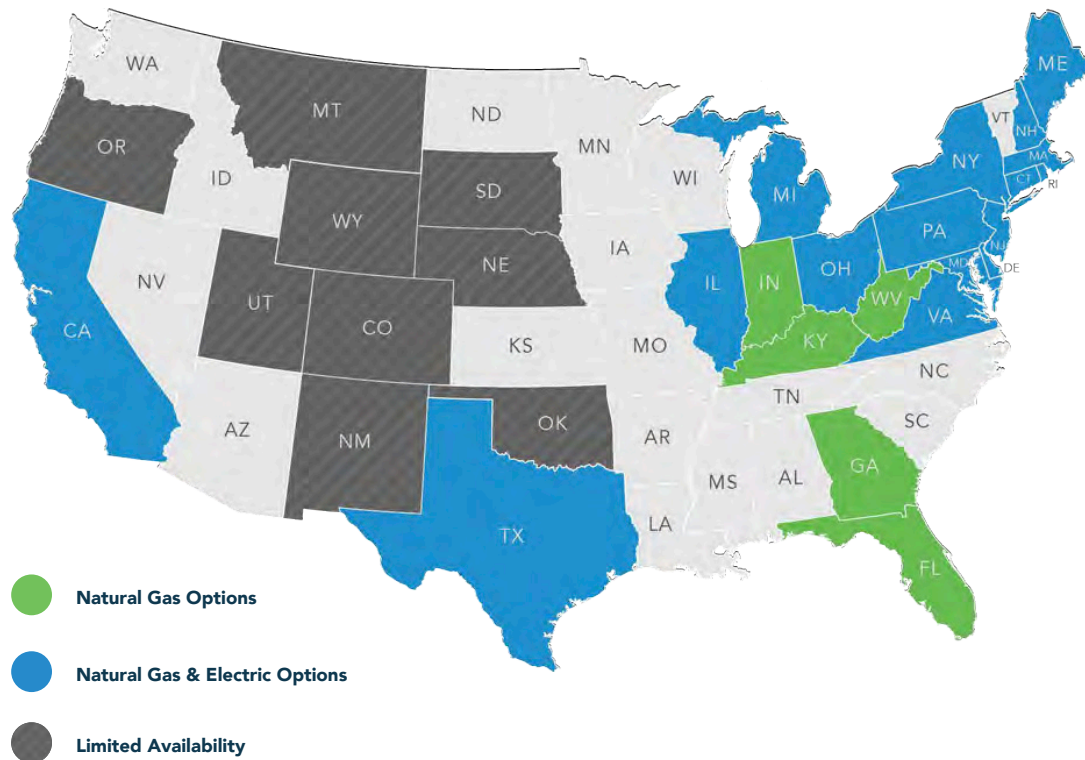 WA
MT
ND
MN
ME
VT
NH
OR
ID
SD
WI
NY
MA
CT
RI
MI
WY
IA
PA
NJ
NE
IL
IN
OH
MD
DE
NV
UT
CO
WV
VA
CA
KS
MO
KY
NC
TN
AZ
NM
OK
AR
SC
GA
MS
AL
LA
TX
FL
Natural Gas Options
Natural Gas & Electric Options
Limited Availability